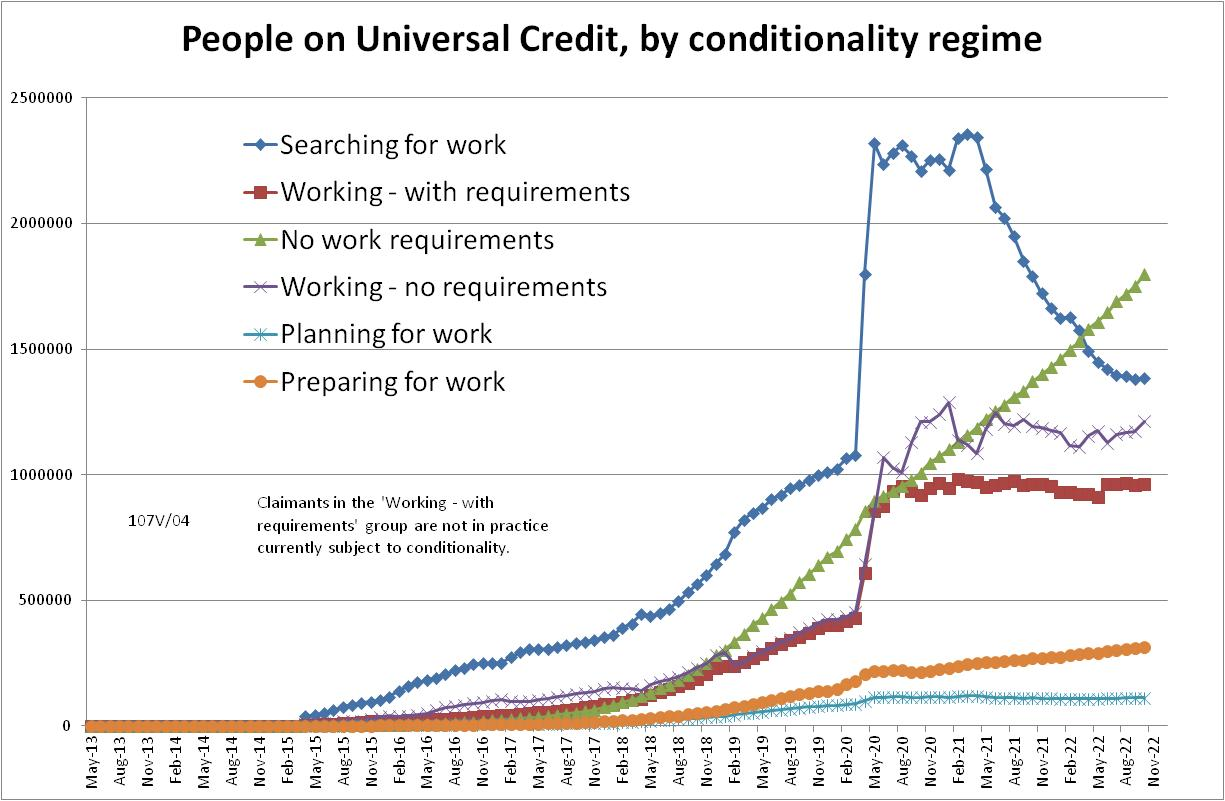 People on Universal Credit, by conditionality regime
2500000
2000000
1500000
1000000
500000
0
Searching for work
Working - with requirements
No work requirements
Working - no requirements
Planning for work
Preparing for work
107V/04
Claimants in the 'Working - with
requirements' group are not in practice
currently subject to conditionality.
May-13
Aug-13
Nov-13
Feb-14
May-14
Aug-14
Nov-14
Feb-15
May-15
Aug-15
Nov-15
Feb-16
May-16
Aug-16
Nov-16
Feb-17
May-17
Aug-17
Nov-17
Feb-18
May-18
Aug-18
Nov-18
Feb-19
May-19
Aug-19
Nov-19
Feb-20
May-20
Aug-20
Nov-20
Feb-21
May-21
Aug-21
Nov-21
Feb-22
May-22
Aug-22
Nov-22